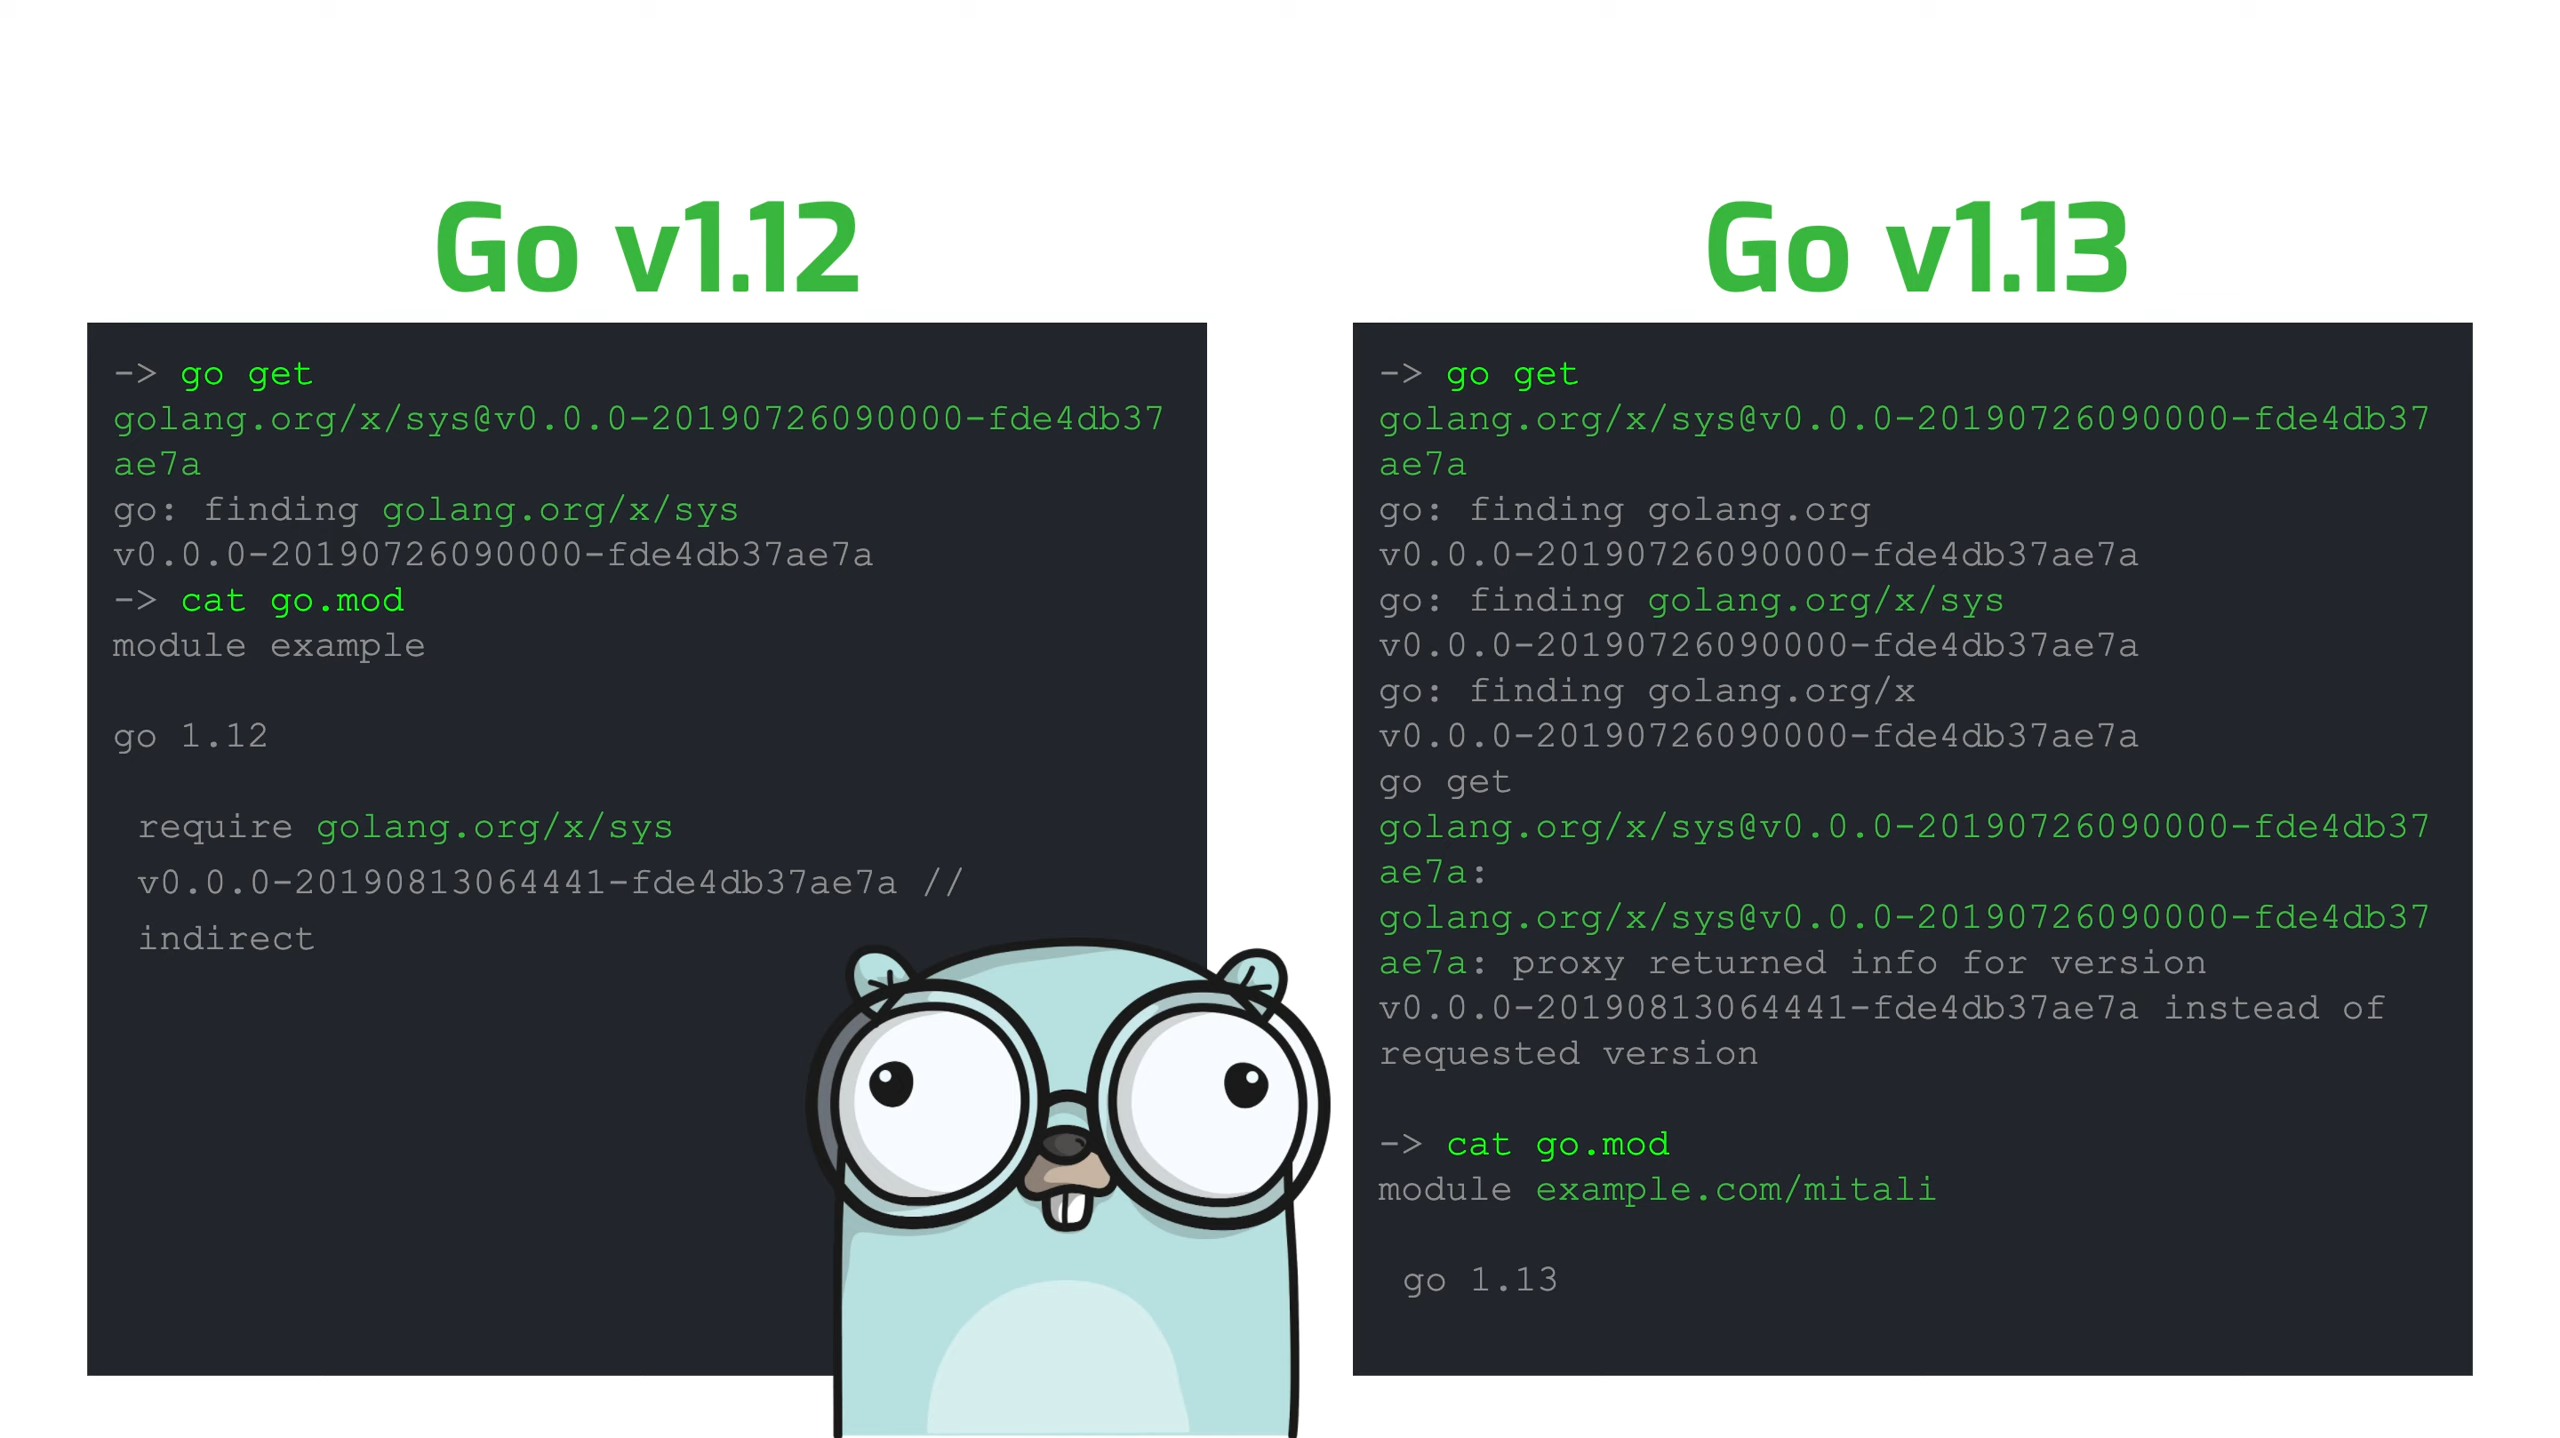 Go v1.12
-> go get
golang.org/x/sys@v0.0.0-20190726090000-fde4db37
ae7a
go: finding golang.org/x/sys
v0.0.0-20190726090000-fde4db37ae7a
-> cat go.mod
module example
go 1.12
require golang.org/x/sys
v0.0.0-20190813064441-fde4db37ae7a //
indirect
Go v1.13
-> go get
golang.org/x/sys@v0.0.0-20190726090000-fde4db37
ae7a
go: finding golang.org
v0.0.0-20190726090000-fde4db37ae7a
go: finding golang.org/x/sys
v0.0.0-20190726090000-fde4db37ae7a
go: finding golang.org/x
v0.0.0-20190726090000-fde4db37ae7a
go get
golang.org/x/sys@v0.0.0-20190726090000-fde4db37
ae7a:
golang.org/x/sys@v0.0.0-20190726090000-fde4db37
ae7a: proxy returned info for version
v0.0.0-20190813064441-fde4db37ae7a instead of
requested version
-> cat go.mod
module example.com/mitali
go 1.13